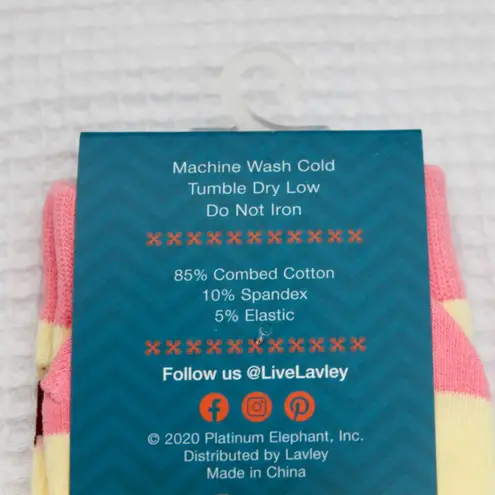 Machine Wash Cold
Tumble Dry Low
Do Not Iron
85% Combed Cotton
10% Spandex
5% Elastic
Follow us @LiveLavley
© 2020 Platinum Elephant, Inc.
Distributed by Lavley
Made in China